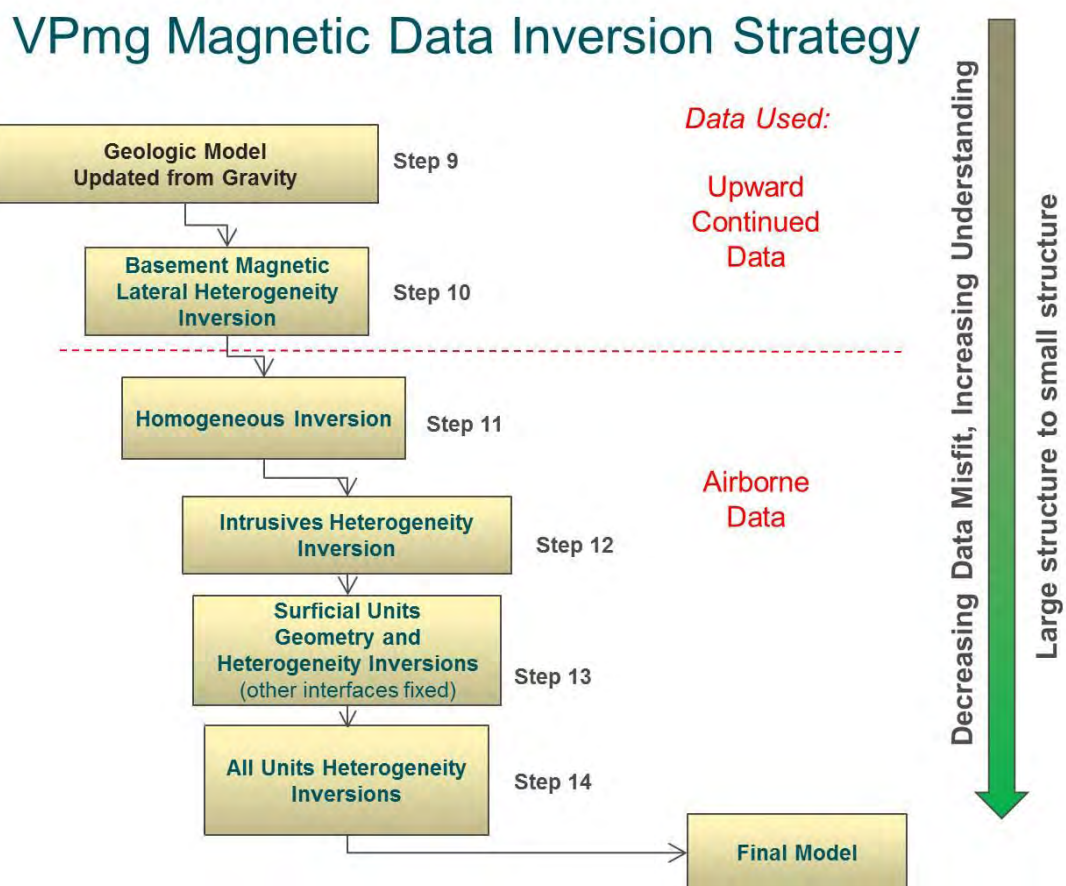 VPmg Magnetic Data Inversion Strategy
Data Used:
Geologic Model
Updated from Gravity
Step 9
Upward
Continued
Data
Basement Magnetic
Lateral Heterogeneity
Inversion
Step 10
Homogeneous Inversion
Step 11
Airborne
Data
Intrusives Heterogeneity
Inversion
Step 12
Surficial Units
Geometry and
Heterogeneity Inversions
(other interfaces fixed)
Step 13
All Units Heterogeneity
Inversions
Step 14
Final Model
Decreasing Data Misfit, Increasing Understanding
Large structure to small structure